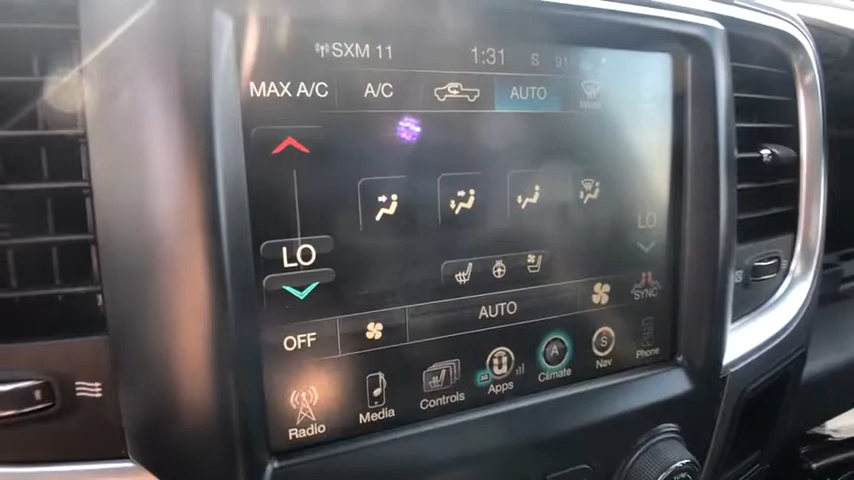 SXM 11 1:31 S
MAX A/C A/C AUTO
LO LO
SYNC
AUTO
OFF
Radio Media Controls Apps Climate Nav Phone